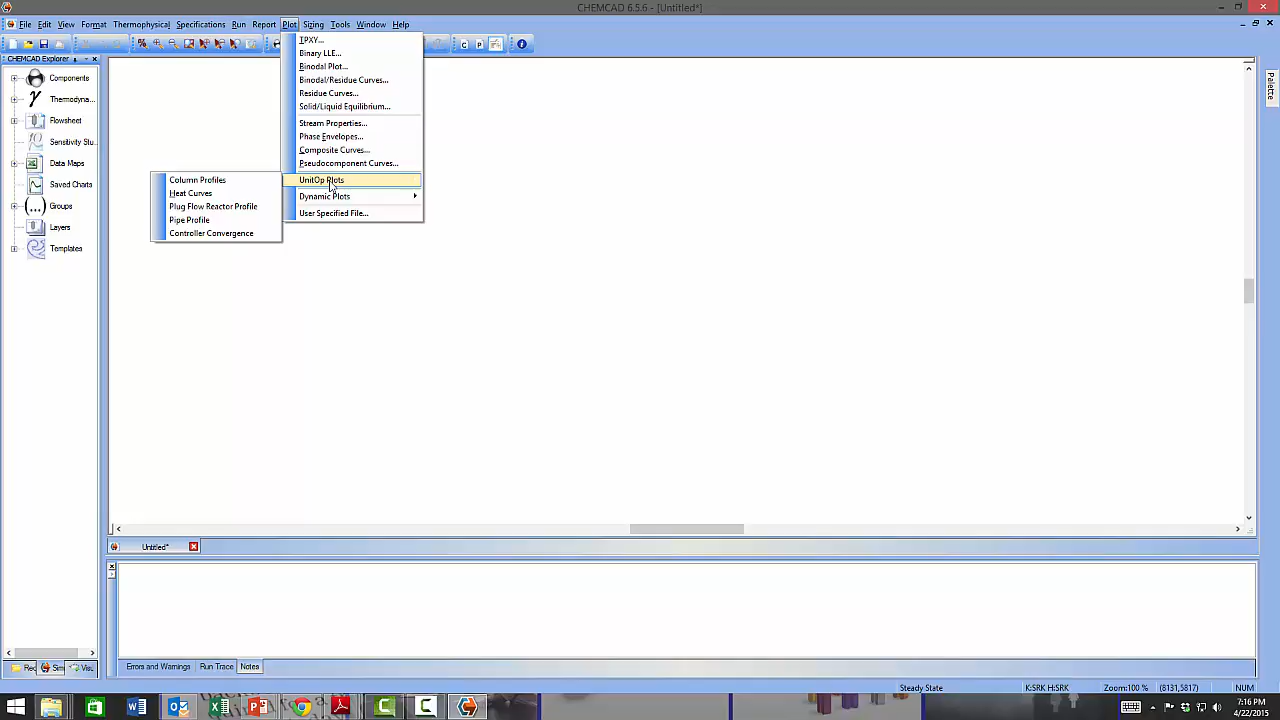 CHEMCAD 6.5.6 - [Untitled*]
File Edit View Format Thermophysical Specifications Run Report Plot Sizing Tools Window Help
CHEMCAD Explorer
Components
Thermodyna...
Flowsheet
Sensitivity Stu
Data Maps
Saved Charts
Groups
Layers
Templates
TPXY...
Binary LLE...
Binodal Plot...
Binodal/Residue Curves...
Residue Curves...
Solid/Liquid Equilibrium...
Stream Properties...
Phase Envelopes...
Composite Curves...
Pseudocomponent Curves...
UnitOp Plots
Dynamic Plots
User Specified File...
Column Profiles
Heat Curves
Plug Flow Reactor Profile
Pipe Profile
Controller Convergence
Palette
Untitled*
Errors and Warnings Run Trace Notes
Steady State K:SRK H:SRK Zoom:100 % (8131,5817) NUM
7:16 PM
4/22/2015